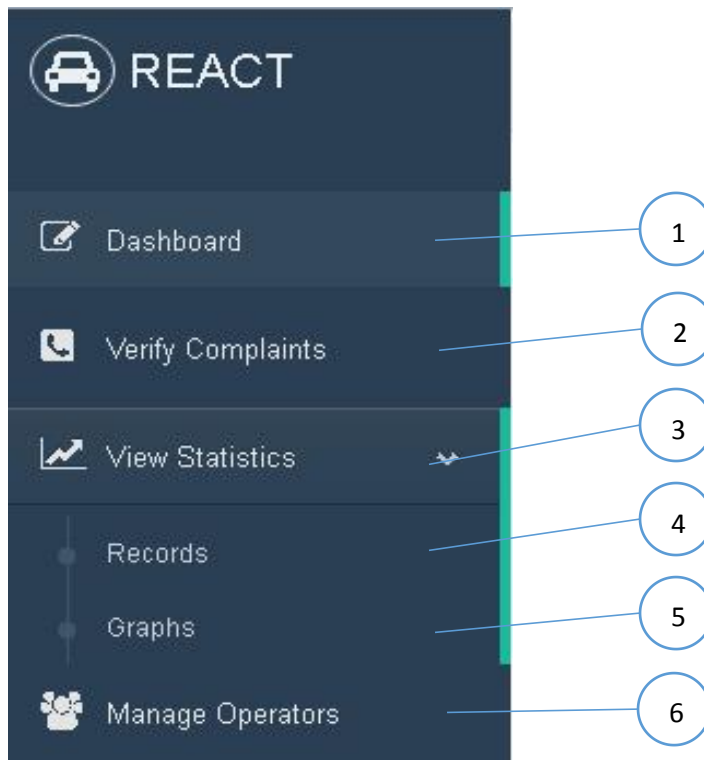 REACT
Dashboard
1
Verify Complaints
2
View Statistics
3
Records
4
Graphs
5
Manage Operators
6